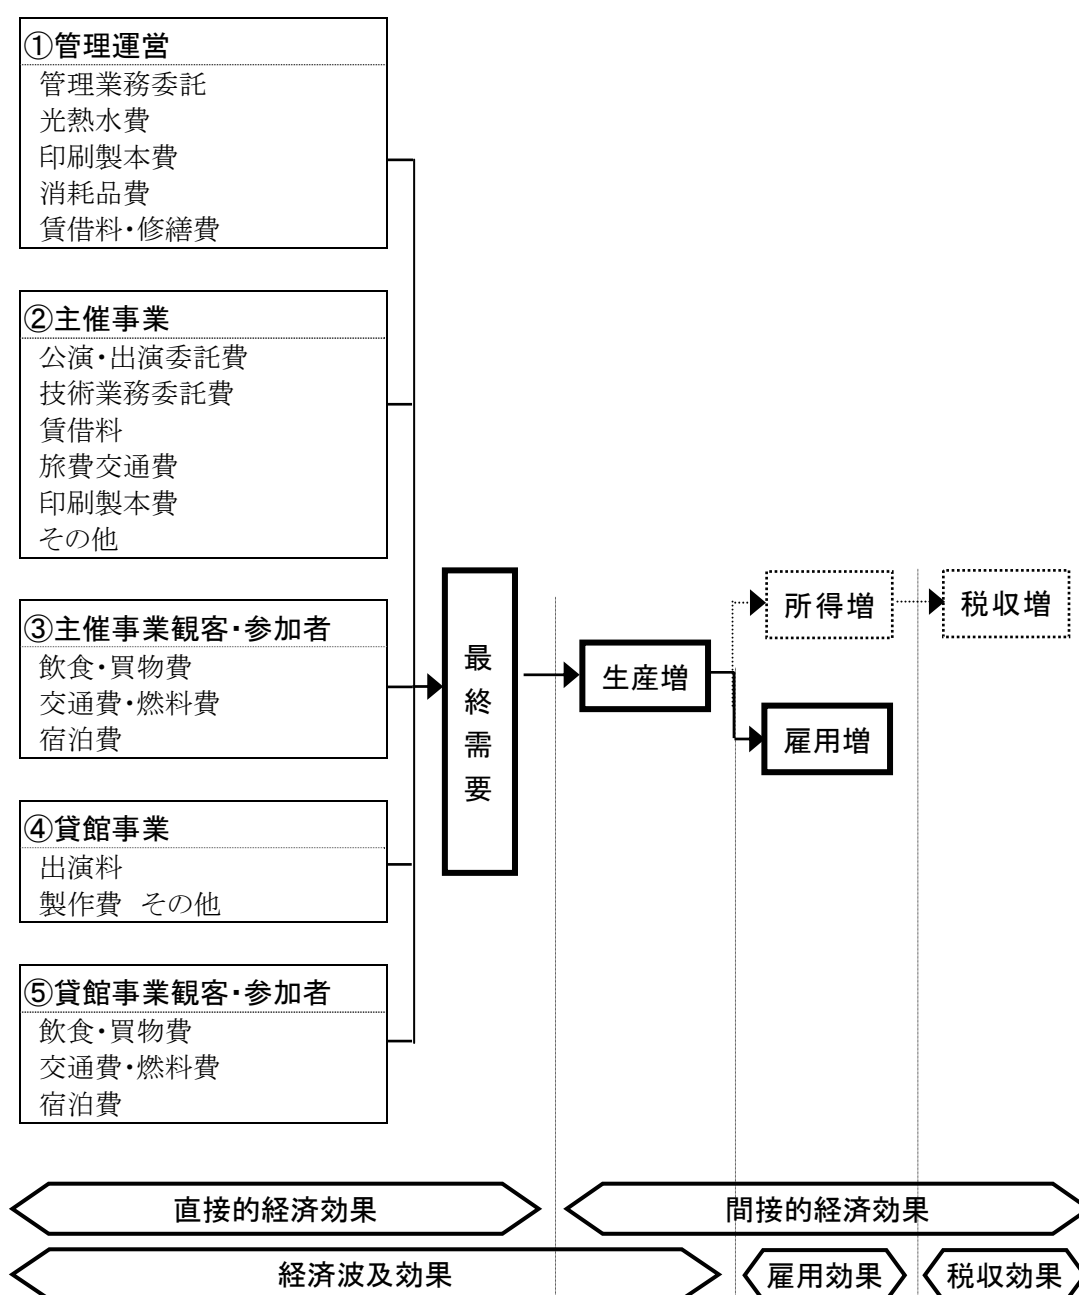 ①管理運営
管理業務委託
光熱水費
印刷製本費
消耗品費
賃借料・修繕費
②主催事業
公演・出演委託費
技術業務委託費
賃借料
旅費交通費
印刷製本費
その他
③主催事業観客・参加者
飲食・買物費
交通費・燃料費
宿泊費
④貸館事業
出演料
製作費 その他
⑤貸館事業観客・参加者
飲食・買物費
交通費・燃料費
宿泊費
最終需要
生産増
所得増
税収増
雇用増
直接的経済効果
間接的経済効果
経済波及効果
雇用効果
税収効果